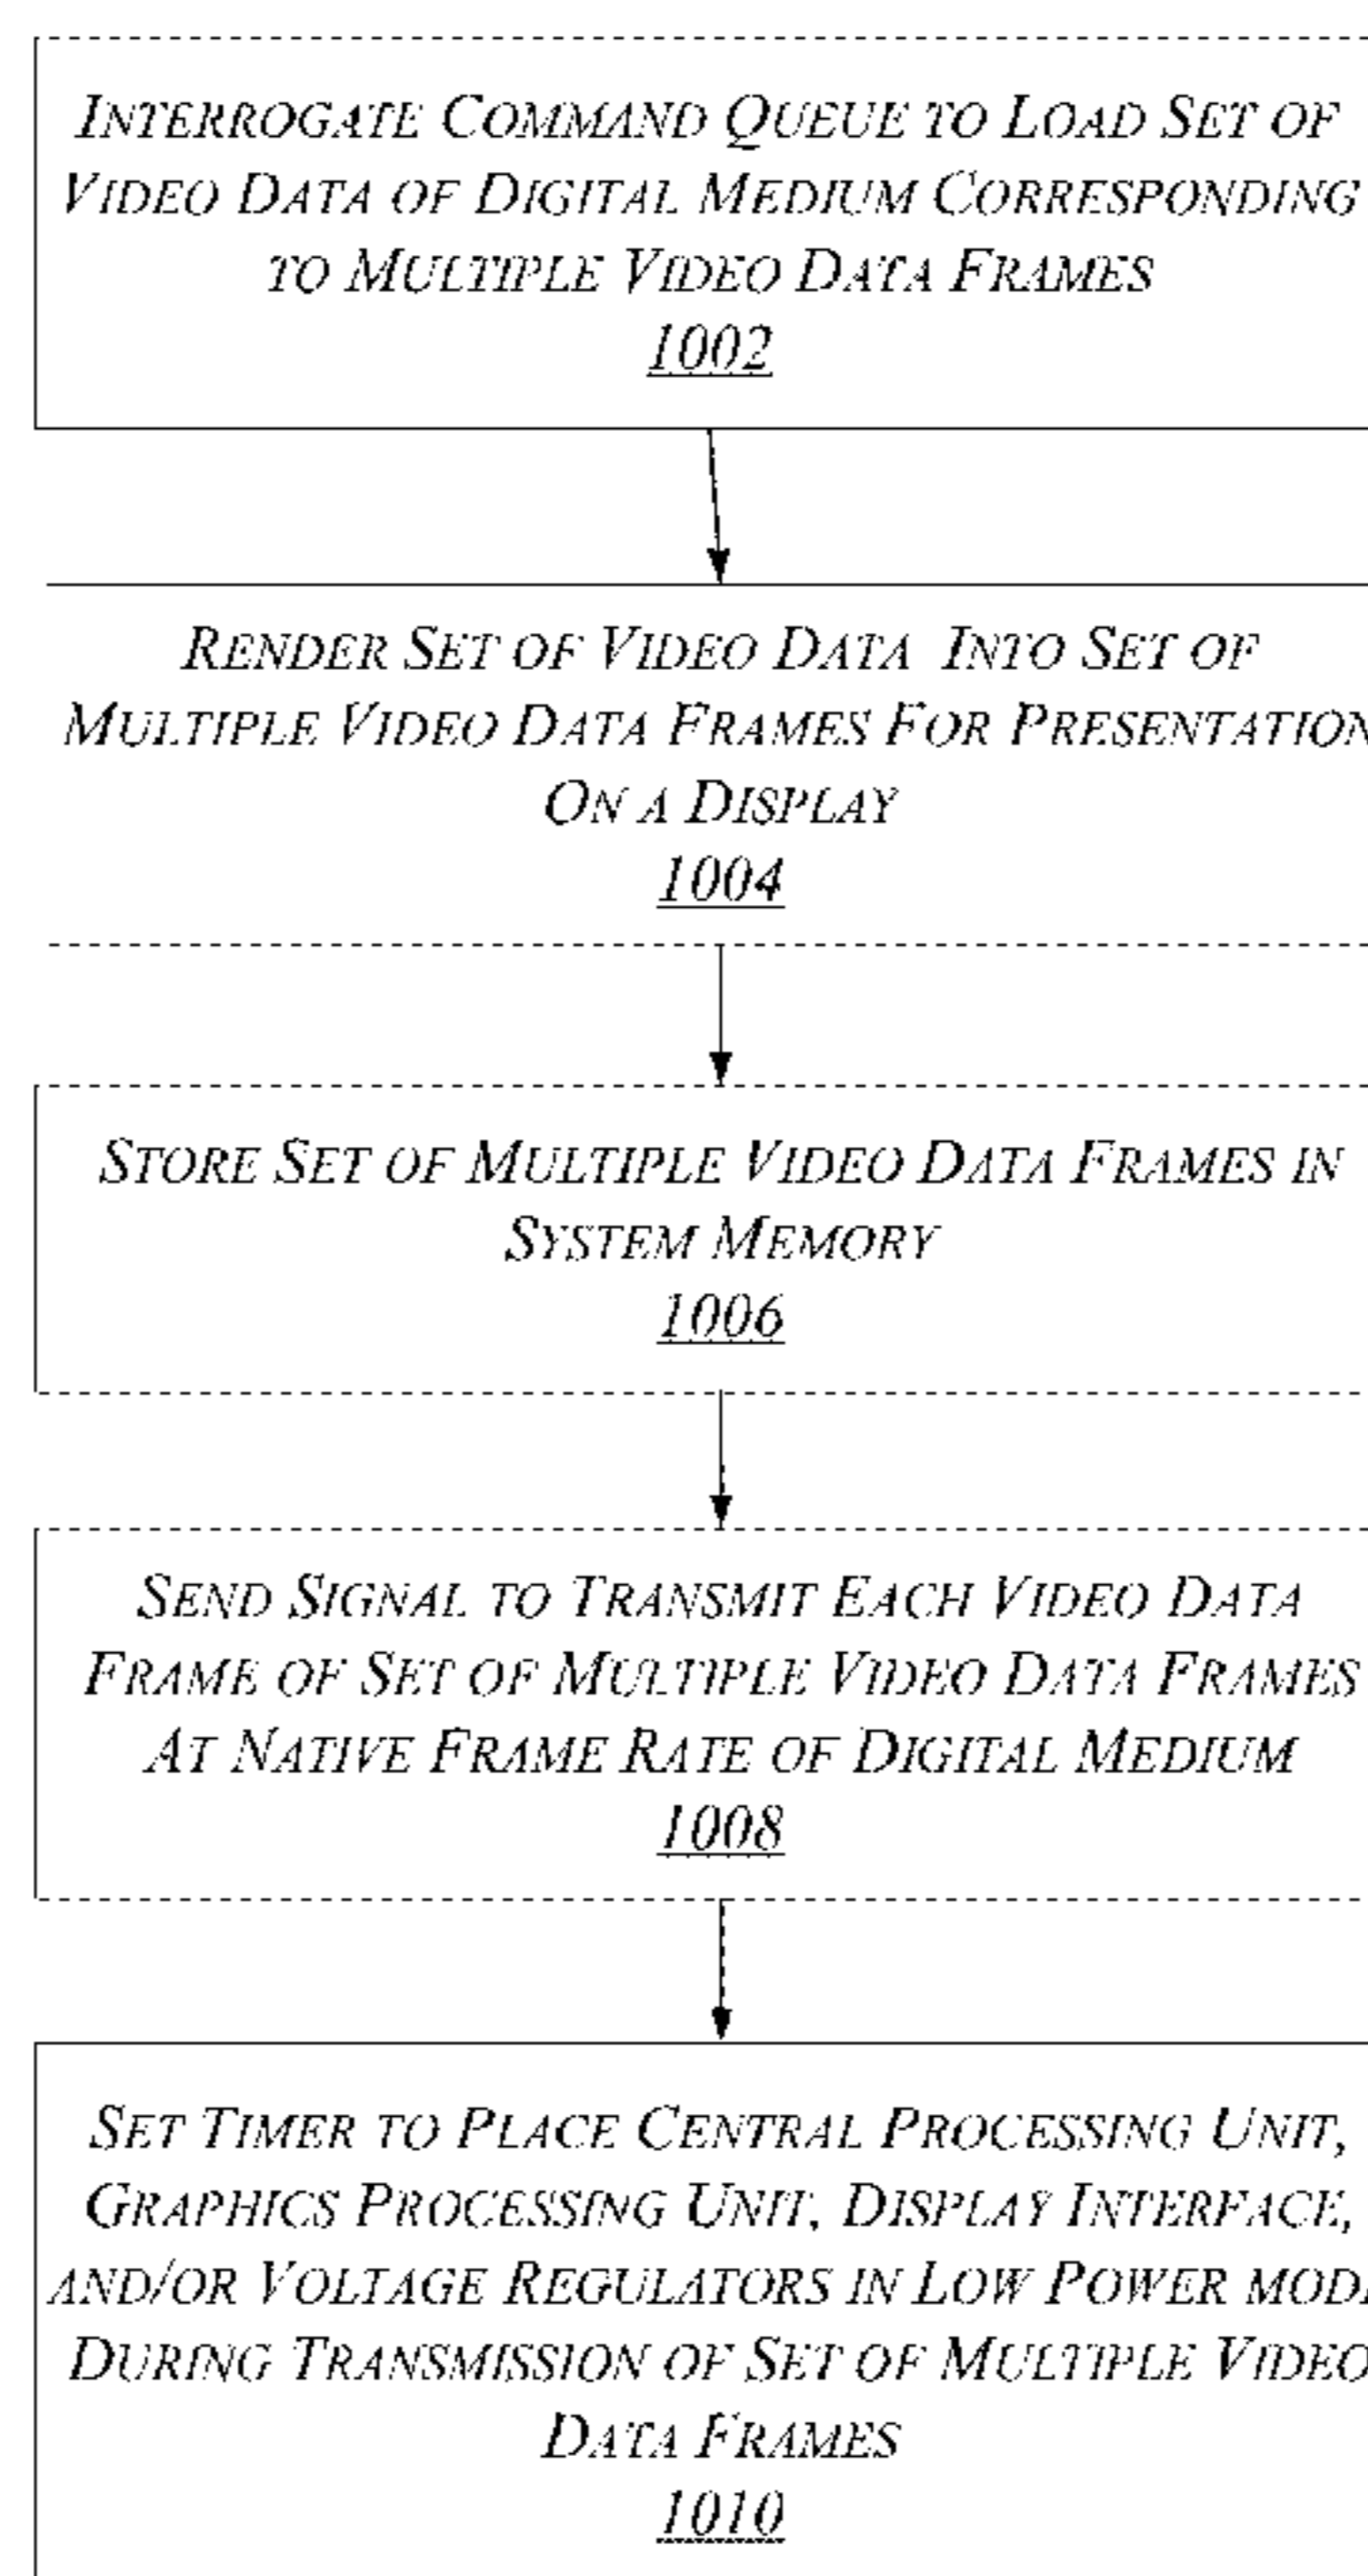 INTERROGATE COMMAND QUEUE TO LOAD SET OF
VIDEO DATA OF DIGITAL MEDIUM CORRESPONDING
TO MULTIPLE VIDEO DATA FRAMES
1002
RENDER SET OF VIDEO DATA INTO SET OF
MULTIPLE VIDEO DATA FRAMES FOR PRESENTATION
ON A DISPLAY
1004
STORE SET OF MULTIPLE VIDEO DATA FRAMES IN
SYSTEM MEMORY
1006
SEND SIGNAL TO TRANSMIT EACH VIDEO DATA
FRAME OF SET OF MULTIPLE VIDEO DATA FRAMES
AT NATIVE FRAME RATE OF DIGITAL MEDIUM
1008
SET TIMER TO PLACE CENTRAL PROCESSING UNIT,
GRAPHICS PROCESSING UNIT, DISPLAY INTERFACE,
AND/OR VOLTAGE REGULATORS IN LOW POWER MODE
DURING TRANSMISSION OF SET OF MULTIPLE VIDEO
DATA FRAMES
1010